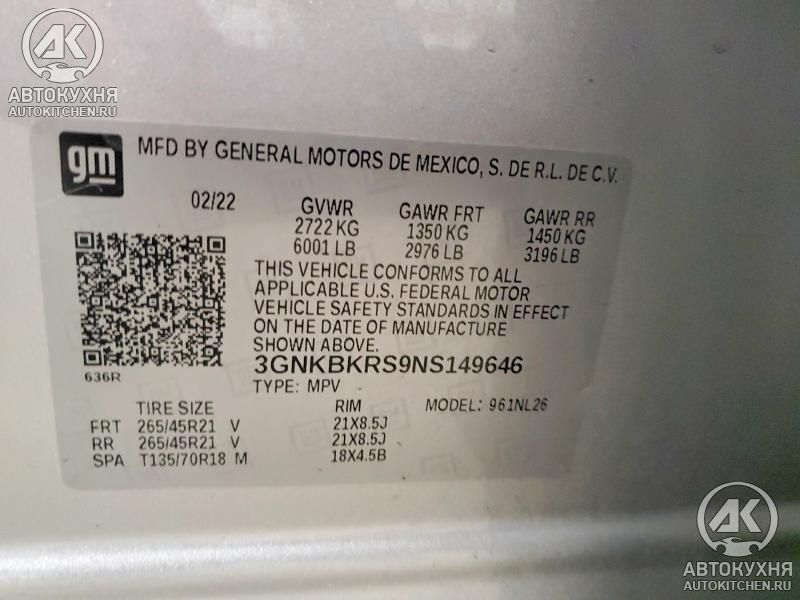 AK
АВТОКУХНЯ
AUTOKITCHEN.RU
gm
MFD BY GENERAL MOTORS DE MEXICO, S. DE R.L. DE C.V.
02/22 GVWR GAWR FRT GAWR RR
2722 KG 1350 KG 1450 KG
6001 LB 2976 LB 3196 LB
THIS VEHICLE CONFORMS TO ALL
APPLICABLE U.S. FEDERAL MOTOR
VEHICLE SAFETY STANDARDS IN EFFECT
ON THE DATE OF MANUFACTURE
SHOWN ABOVE.
3GNKBKRS9NS149646
636R
TYPE: MPV
TIRE SIZE RIM MODEL: 961NL26
FRT 265/45R21 V 21X8.5J
RR 265/45R21 V 21X8.5J
SPA T135/70R18 M 18X4.5B
AK
АВТОКУХНЯ
AUTOKITCHEN.RU